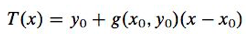 T(x) = y₀ + g(x₀, y₀)(x − x₀)